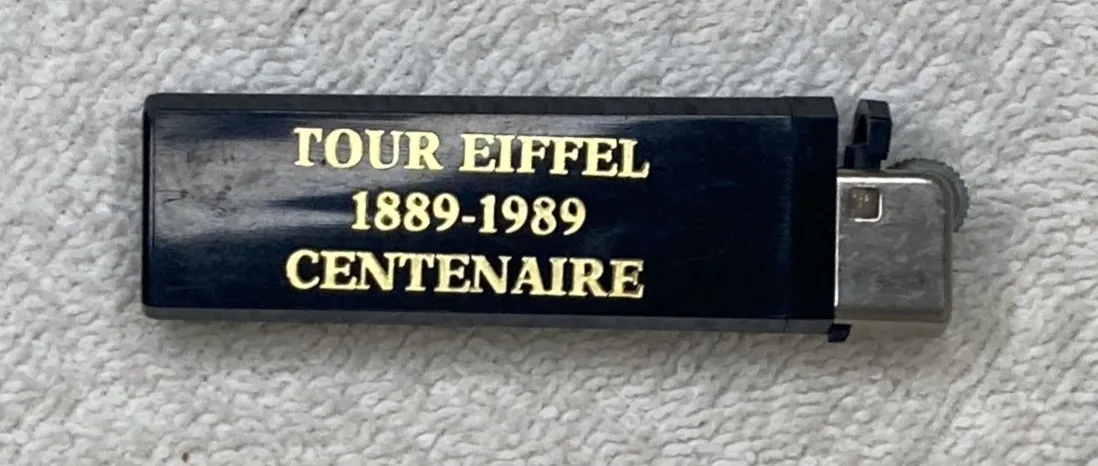 TOUR EIFFEL
1889-1989
CENTENAIRE